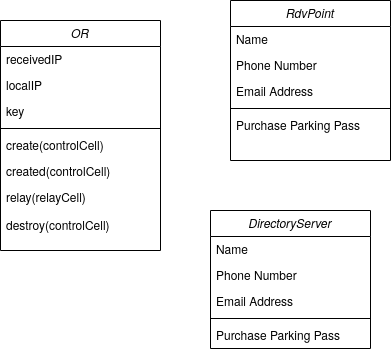 OR
receivedIP
localIP
key
create(controlCell)
created(controlCell)
relay(relayCell)
destroy(controlCell)
RdvPoint
Name
Phone Number
Email Address
Purchase Parking Pass
DirectoryServer
Name
Phone Number
Email Address
Purchase Parking Pass